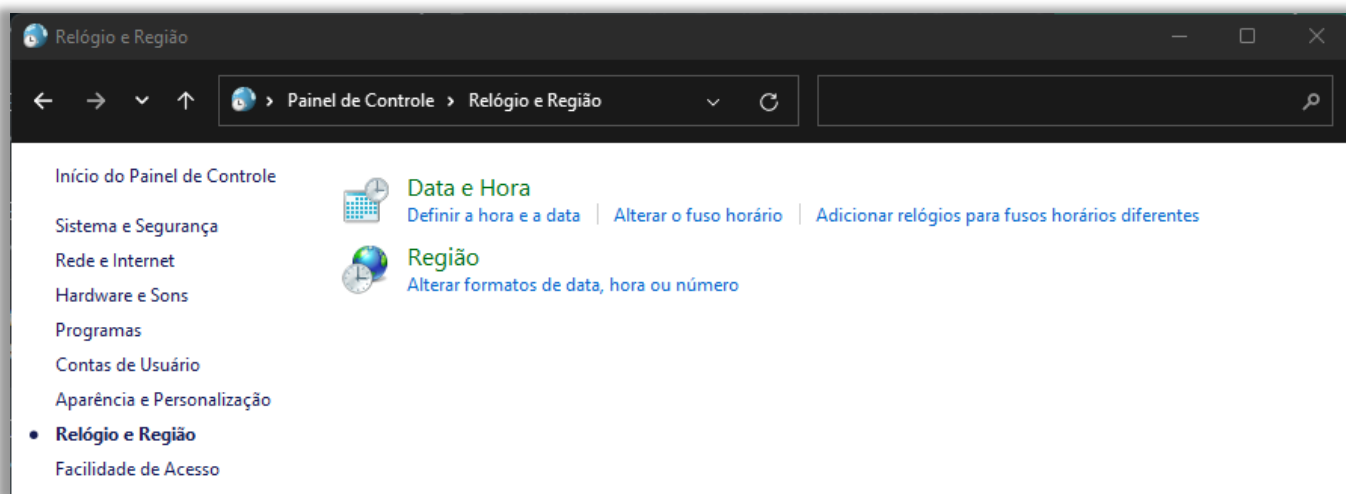 Relógio e Região
Painel de Controle > Relógio e Região
Início do Painel de Controle
Sistema e Segurança
Rede e Internet
Hardware e Sons
Programas
Contas de Usuário
Aparência e Personalização
Relógio e Região
Facilidade de Acesso
Data e Hora
Definir a hora e a data | Alterar o fuso horário | Adicionar relógios para fusos horários diferentes
Região
Alterar formatos de data, hora ou número